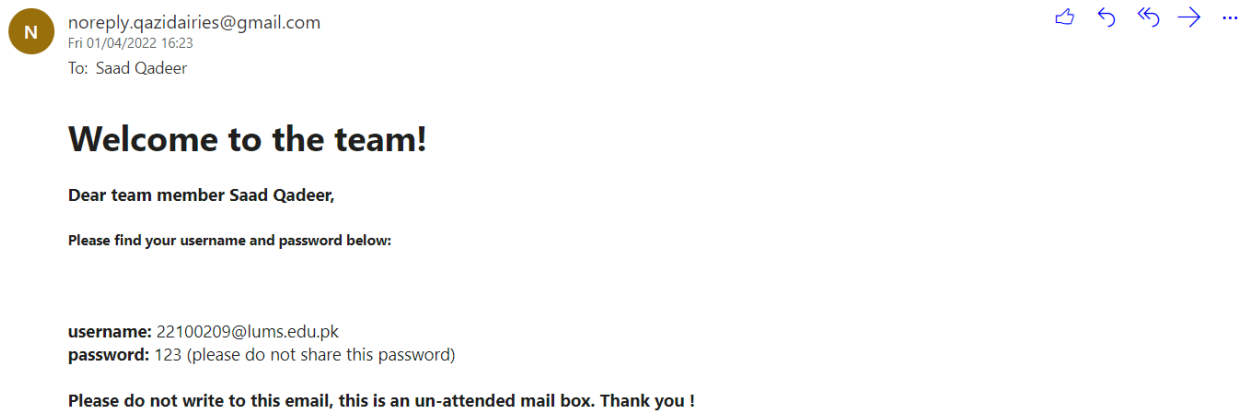 N
noreply.qazidairies@gmail.com
Fri 01/04/2022 16:23
To: Saad Qadeer
Welcome to the team!
Dear team member Saad Qadeer,
Please find your username and password below:
username: 22100209@lums.edu.pk
password: 123 (please do not share this password)
Please do not write to this email, this is an un-attended mail box. Thank you !